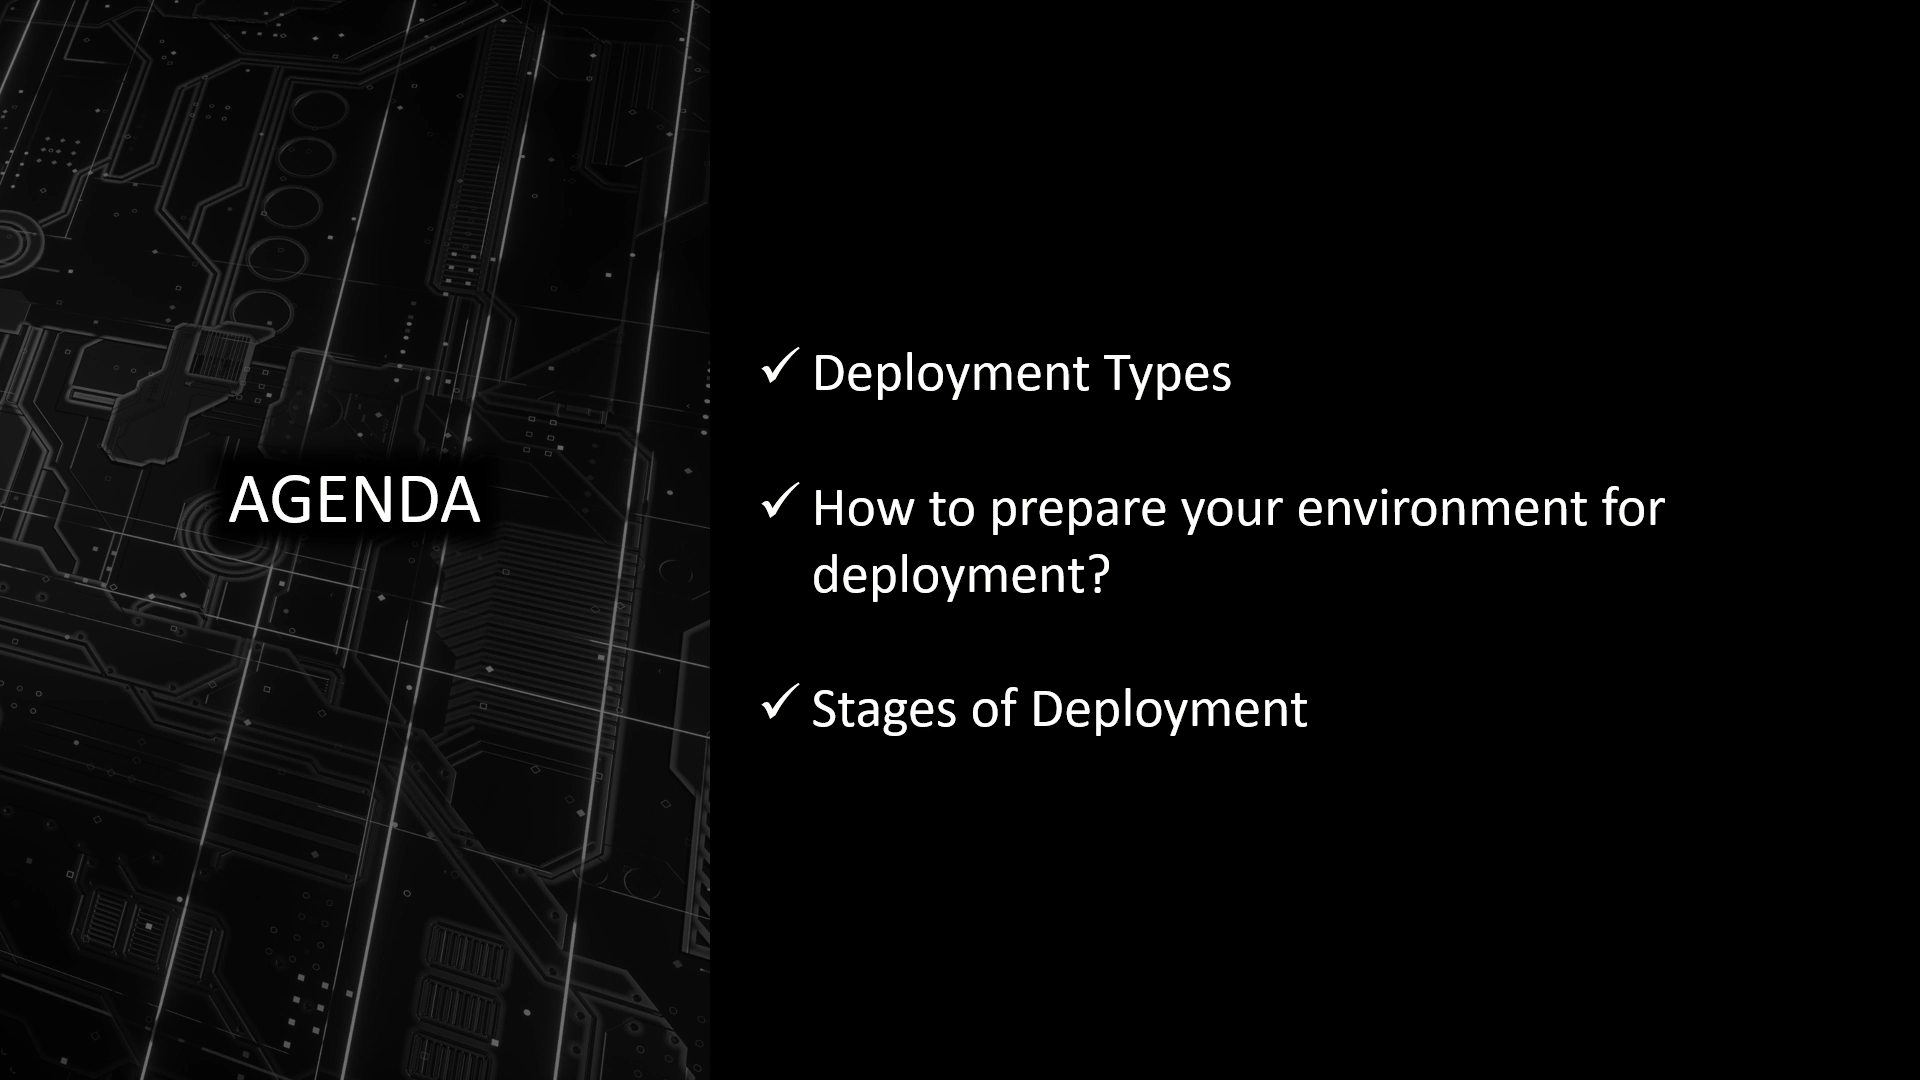 AGENDA
✓ Deployment Types
✓ How to prepare your environment for
deployment?
✓ Stages of Deployment